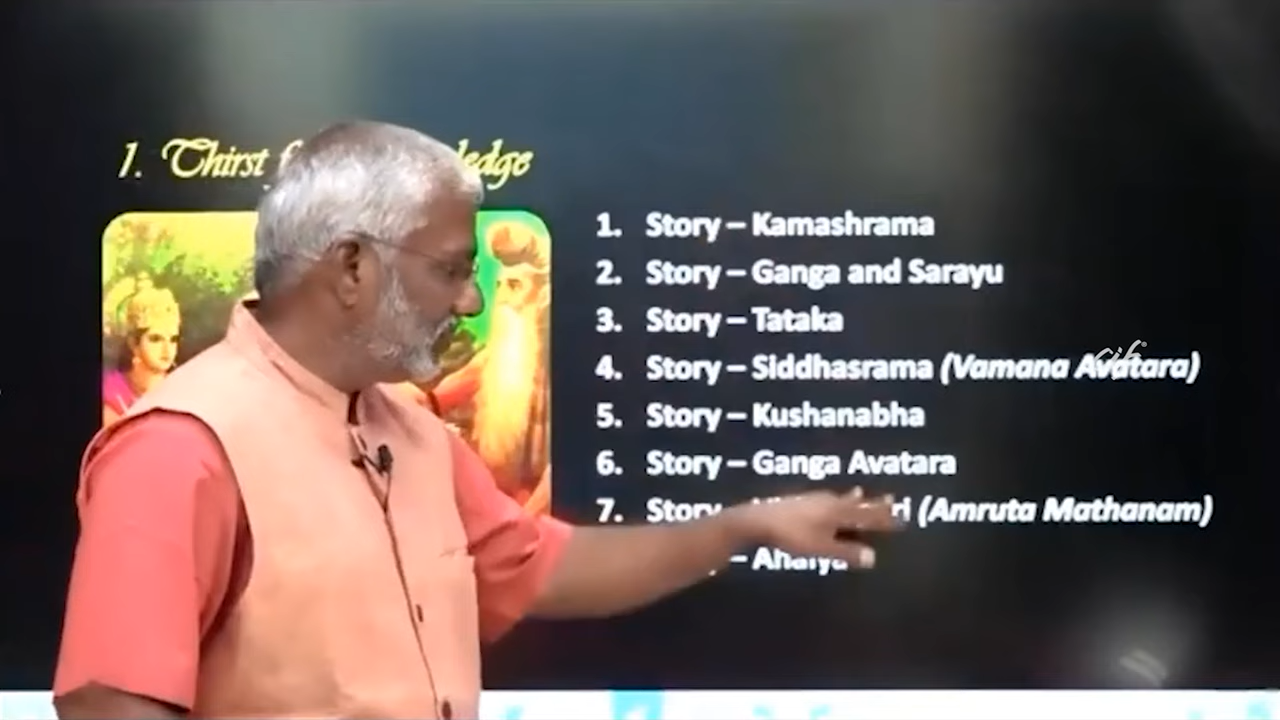 1. Thirst
1. Story – Kamashrama
2. Story – Ganga and Sarayu
3. Story – Tataka
4. Story – Siddhasrama (Vamana Avatara)
5. Story – Kushanabha
6. Story – Ganga Avatara
7. Story (Amruta Mathanam)
– Ahalya
cih